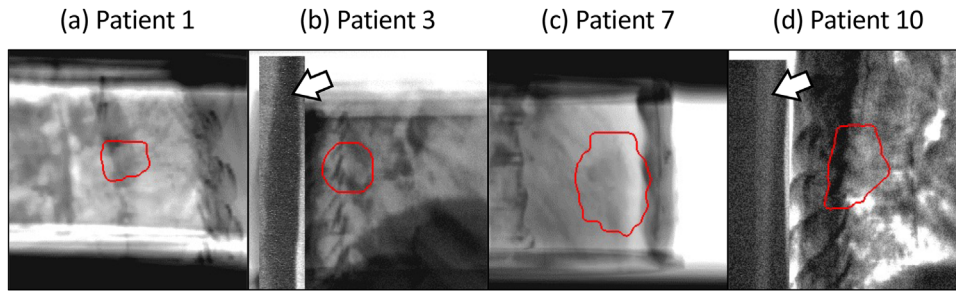 (a) Patient 1
(b) Patient 3
(c) Patient 7
(d) Patient 10